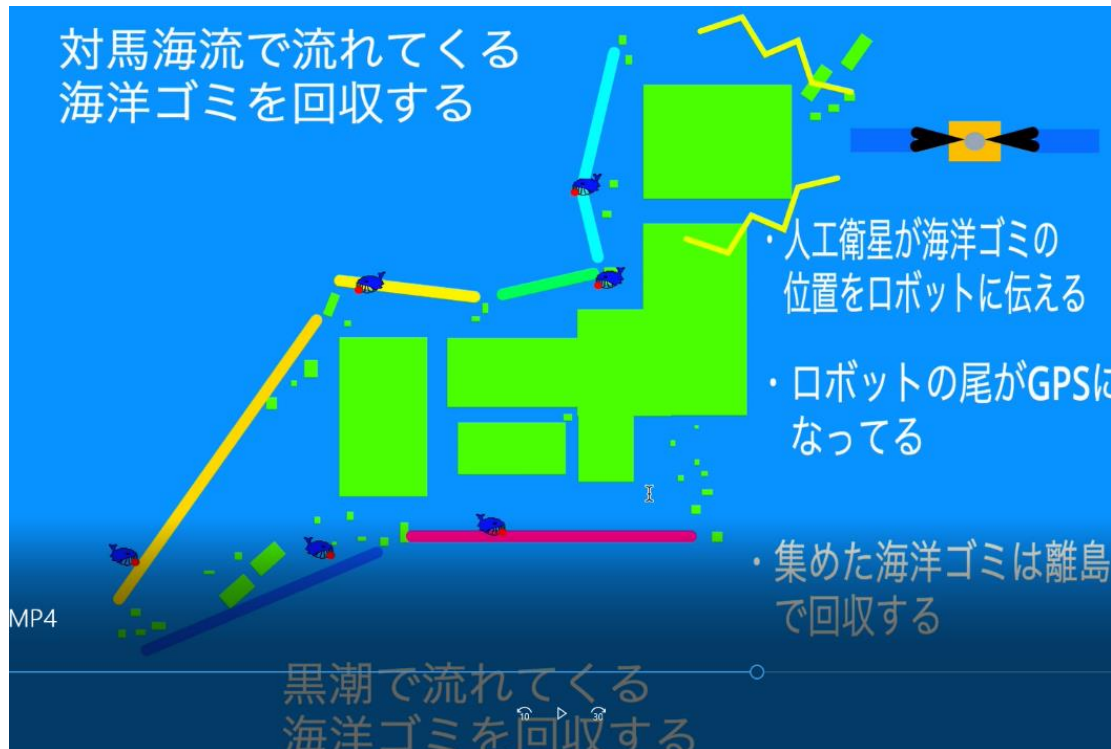 対馬海流で流れてくる
海洋ゴミを回収する
・人工衛星が海洋ゴミの
位置をロボットに伝える
・ロボットの尾がGPSに
なってる
・集めた海洋ゴミは離島
で回収する
MP4
黒潮で流れてくる
海洋ゴミを回収する
10
30